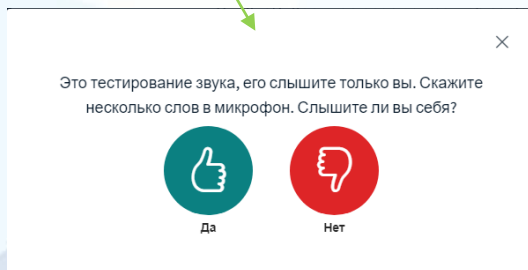 Это тестирование звука, его слышите только вы. Скажите
несколько слов в микрофон. Слышите ли вы себя?
Да
Нет